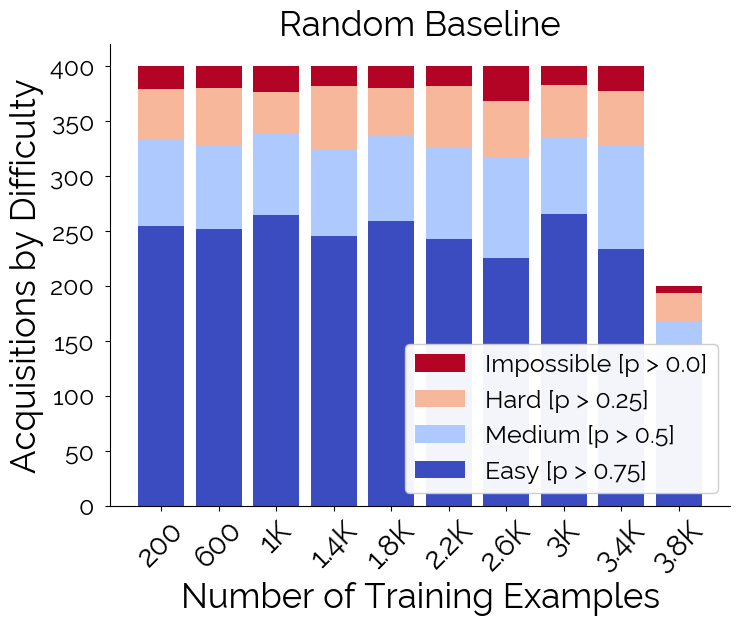 Random Baseline
Acquisitions by Difficulty
400
350
300
250
200
150
100
50
0
Impossible [p > 0.0]
Hard [p > 0.25]
Medium [p > 0.5]
Easy [p > 0.75]
200 600 1K 1.4K 1.8K 2.2K 2.6K 3K 3.4K 3.8K
Number of Training Examples